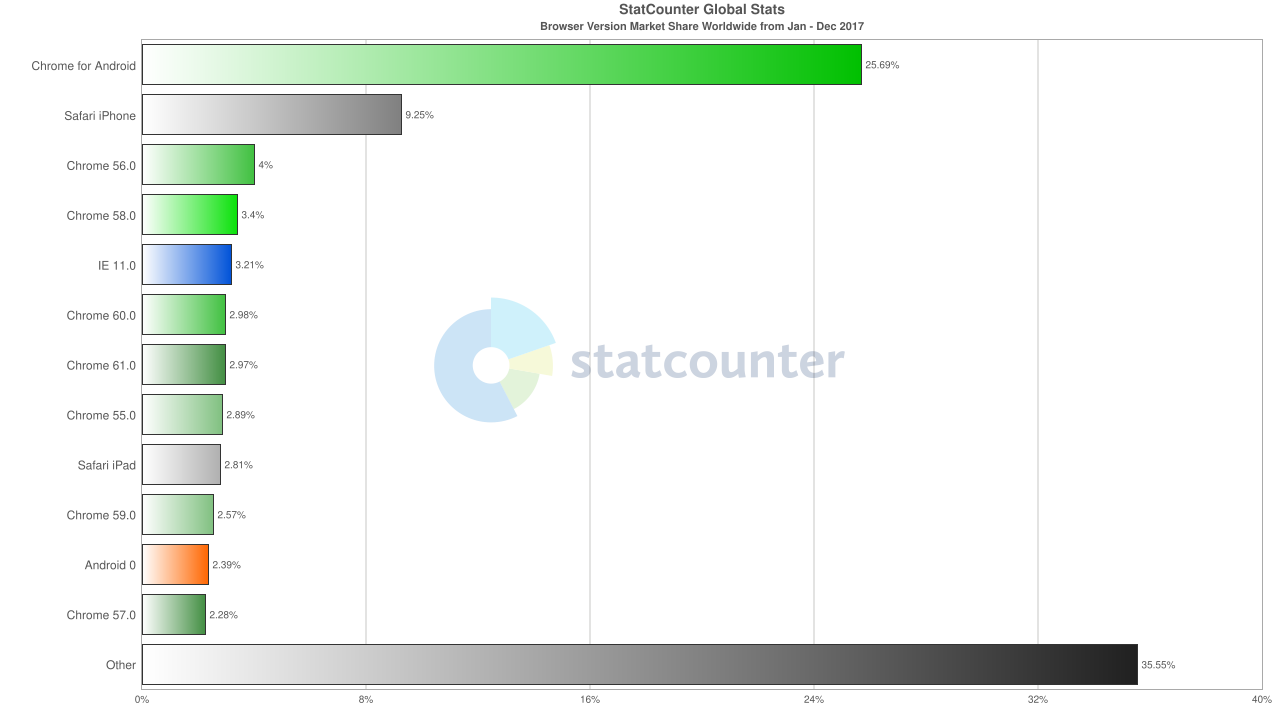 StatCounter Global Stats
Browser Version Market Share Worldwide from Jan - Dec 2017
Chrome for Android 25.69%
Safari iPhone 9.25%
Chrome 56.0 4%
Chrome 58.0 3.4%
IE 11.0 3.21%
Chrome 60.0 2.98%
Chrome 61.0 2.97%
statcounter
Chrome 55.0 2.89%
Safari iPad 2.81%
Chrome 59.0 2.57%
Android 0 2.39%
Chrome 57.0 2.28%
Other 35.55%
0% 8% 16% 24% 32% 40%